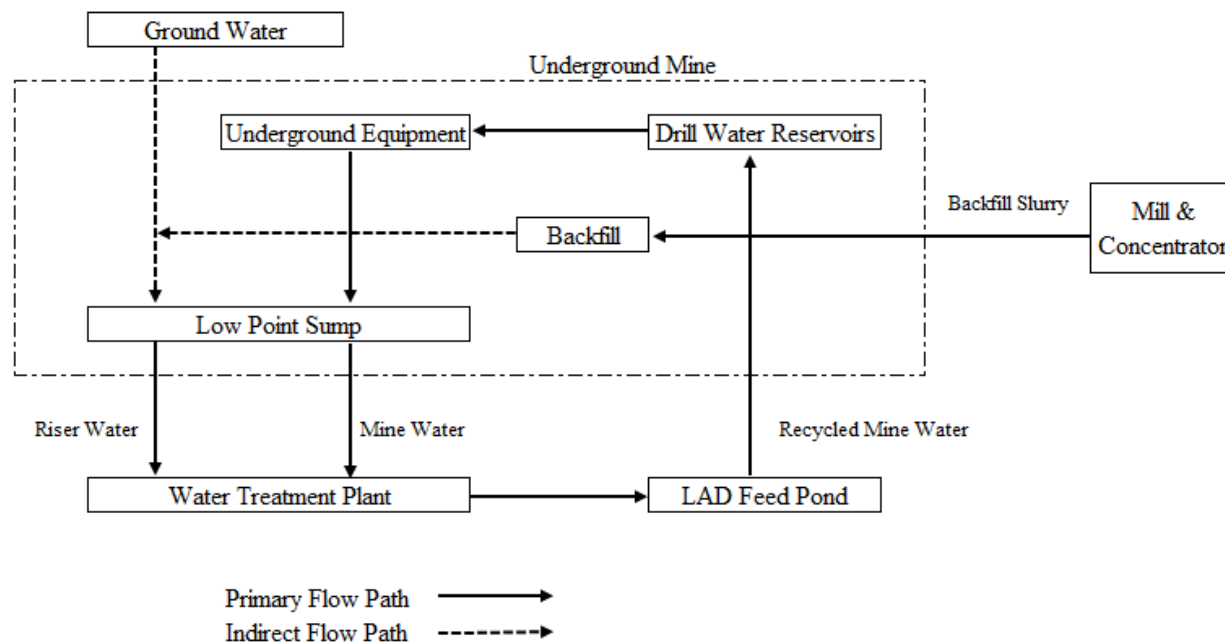 Ground Water
Underground Mine
Underground Equipment
Drill Water Reservoirs
Backfill Slurry
Mill &
Concentrator
Backfill
Low Point Sump
Riser Water
Mine Water
Recycled Mine Water
Water Treatment Plant
LAD Feed Pond
Primary Flow Path
Indirect Flow Path